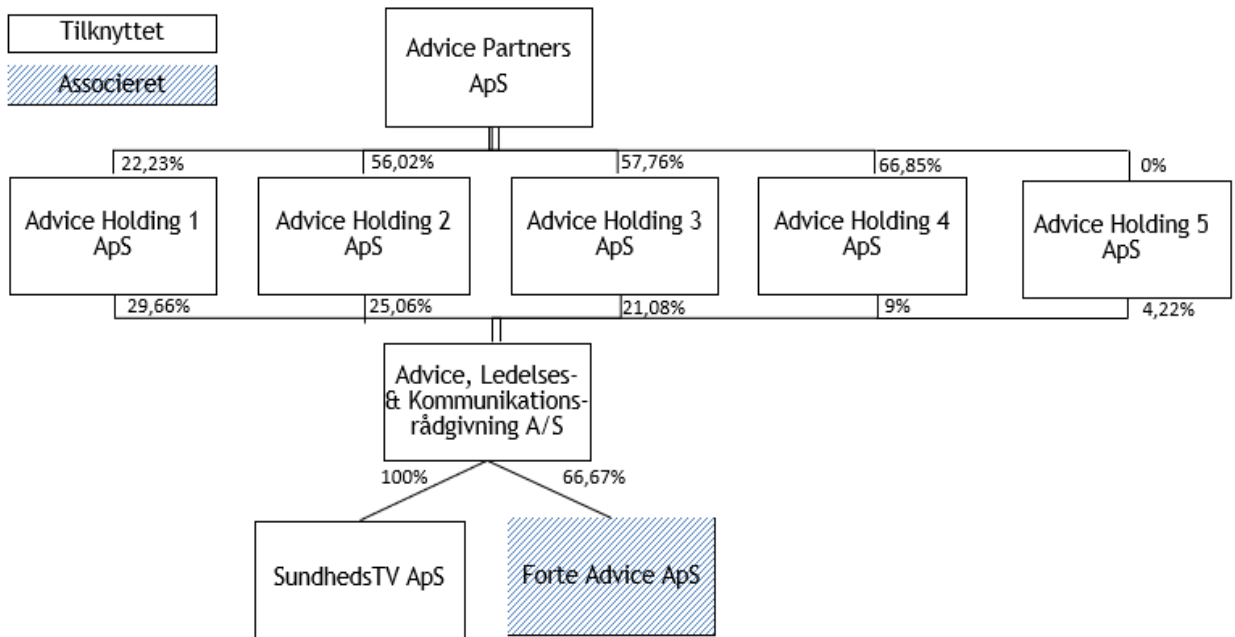 Tilknyttet
Associeret
Advice Partners
ApS
22,23%
56,02%
57,76%
66,85%
0%
Advice Holding 1
ApS
Advice Holding 2
ApS
Advice Holding 3
ApS
Advice Holding 4
ApS
Advice Holding 5
ApS
29,66%
25,06%
21,08%
9%
4,22%
Advice, Ledelses-
& Kommunikations-
rådgivning A/S
100%
66,67%
SundhedsTV ApS
Forte Advice ApS